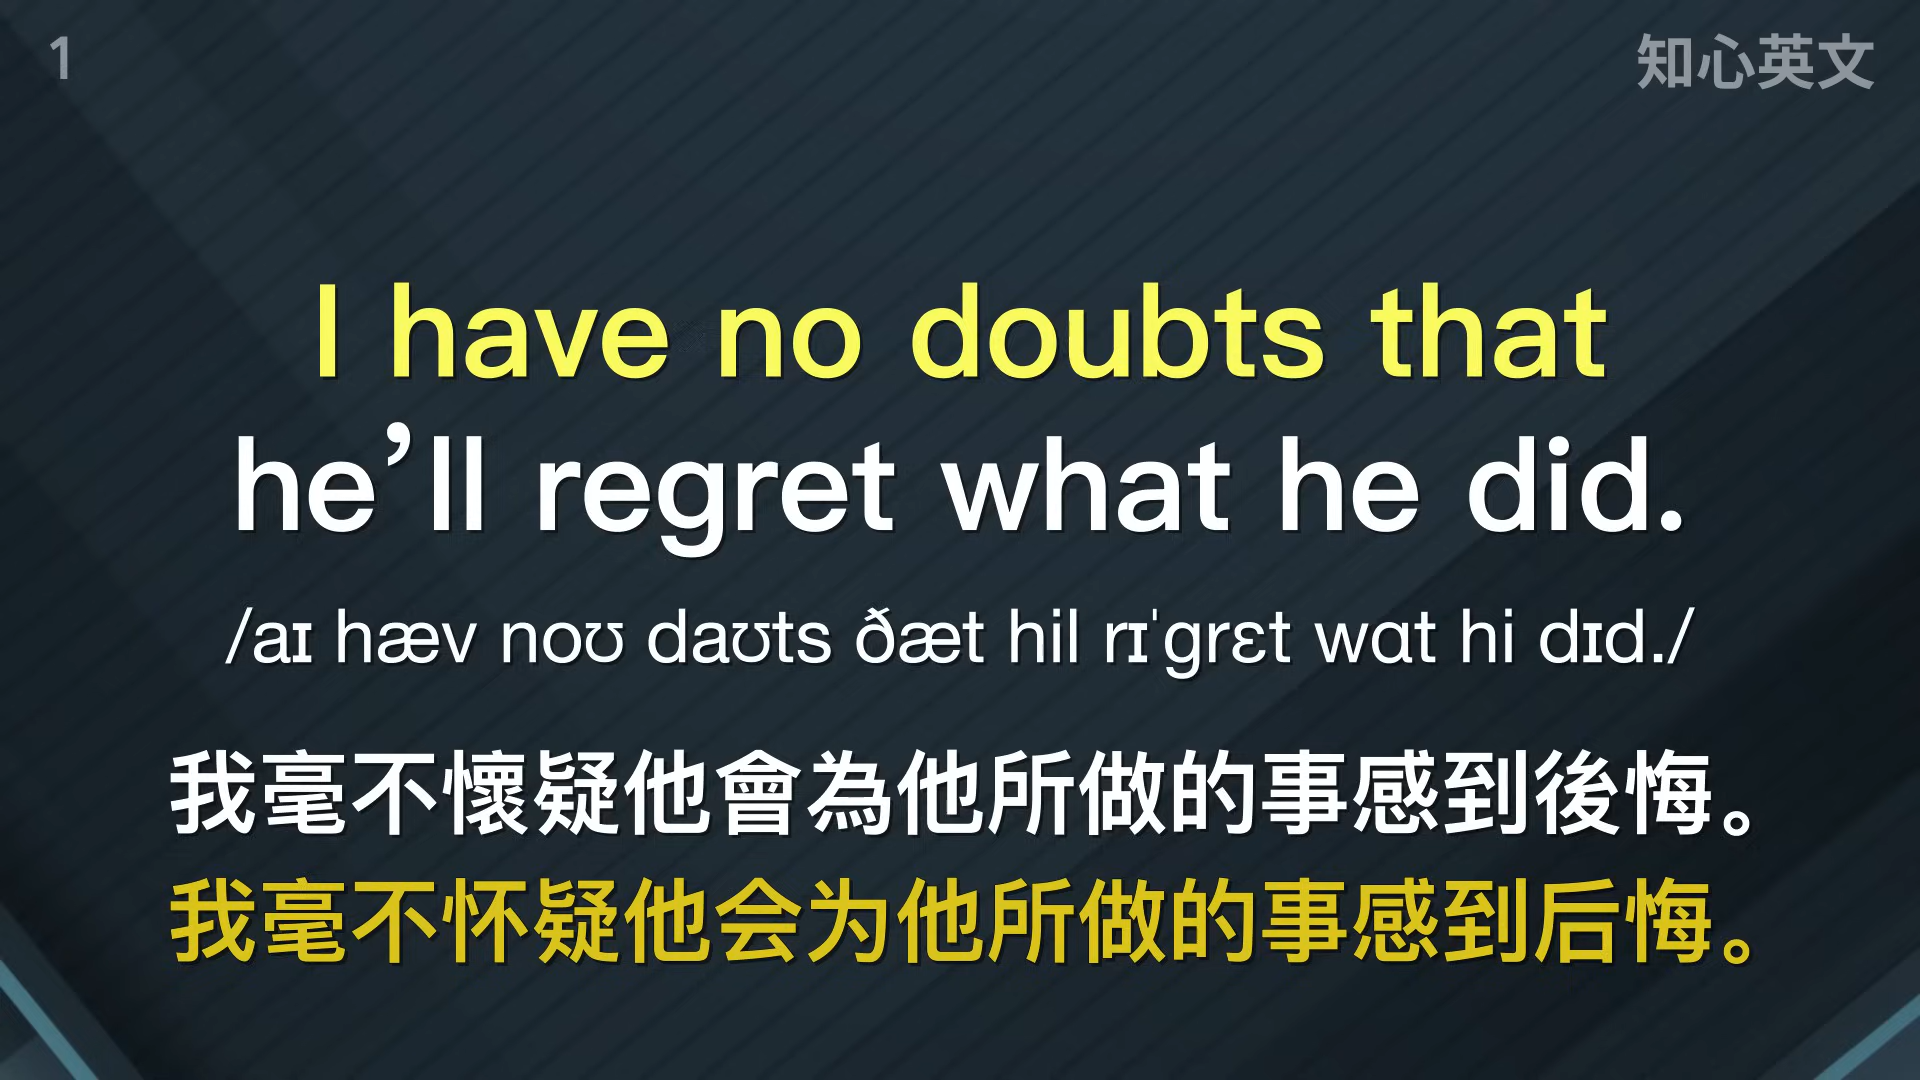 1
知心英文
I have no doubts that
he’ll regret what he did.
/aɪ hæv noʊ daʊts ðæt hil rɪˈgrɛt wɑt hi dɪd./
我毫不懷疑他會為他所做的事感到後悔。
我毫不怀疑他会为他所做的事感到后悔。